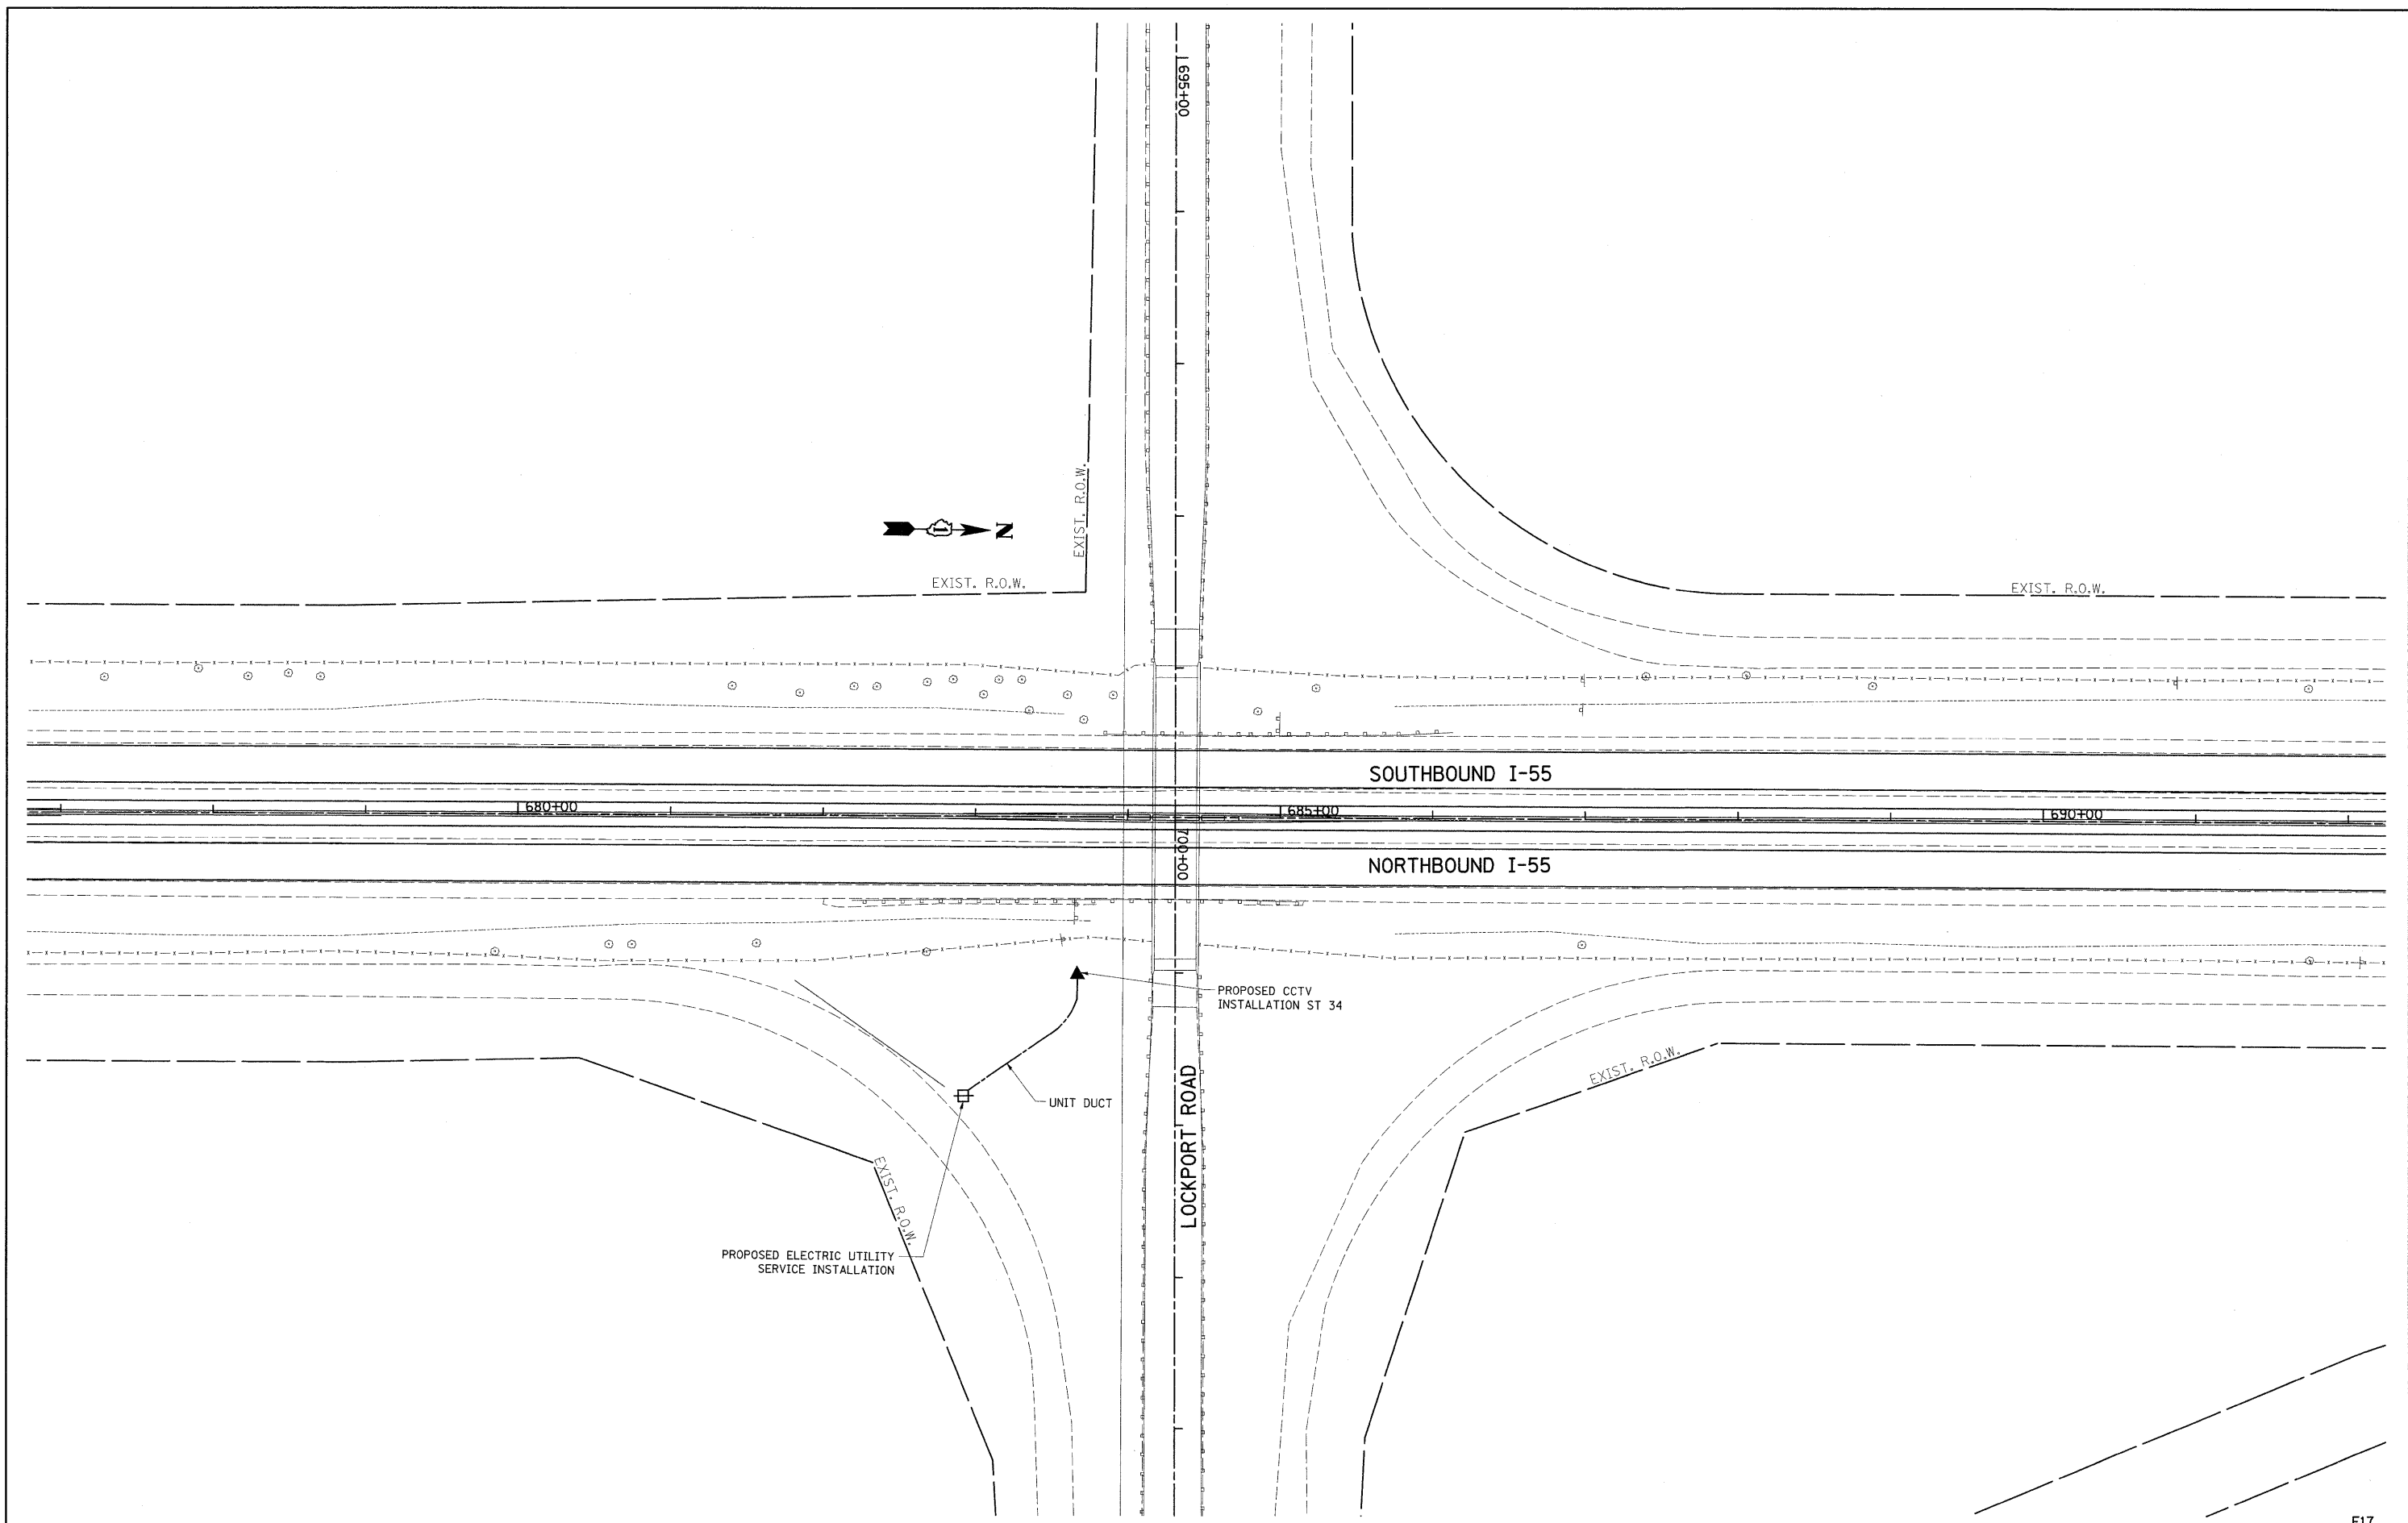 695+00
EXIST. R.O.W.
N
EXIST. R.O.W.
EXIST. R.O.W.
SOUTHBOUND I-55
680+00
685+00
690+00
700+00
NORTHBOUND I-55
PROPOSED CCTV
INSTALLATION ST 34
EXIST. R.O.W.
UNIT DUCT
LOCKPORT ROAD
EXIST. R.O.W.
PROPOSED ELECTRIC UTILITY
SERVICE INSTALLATION